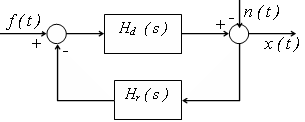 f(t)
+
-
H_d (s)
+
-
n(t)
x(t)
H_r (s)